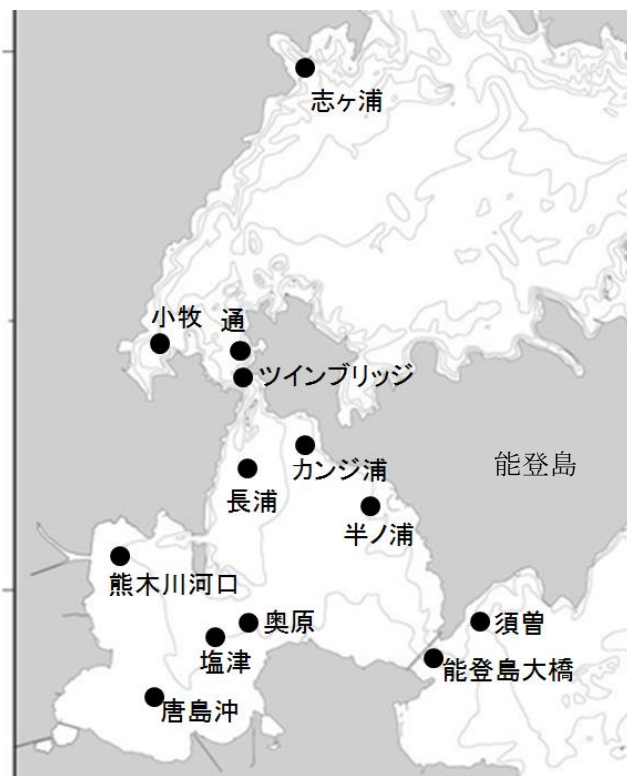 志ヶ浦
小牧
通
ツインブリッジ
カンジ浦
能登島
長浦
半ノ浦
熊木川河口
奥原
須曽
塩津
能登島大橋
唐島沖